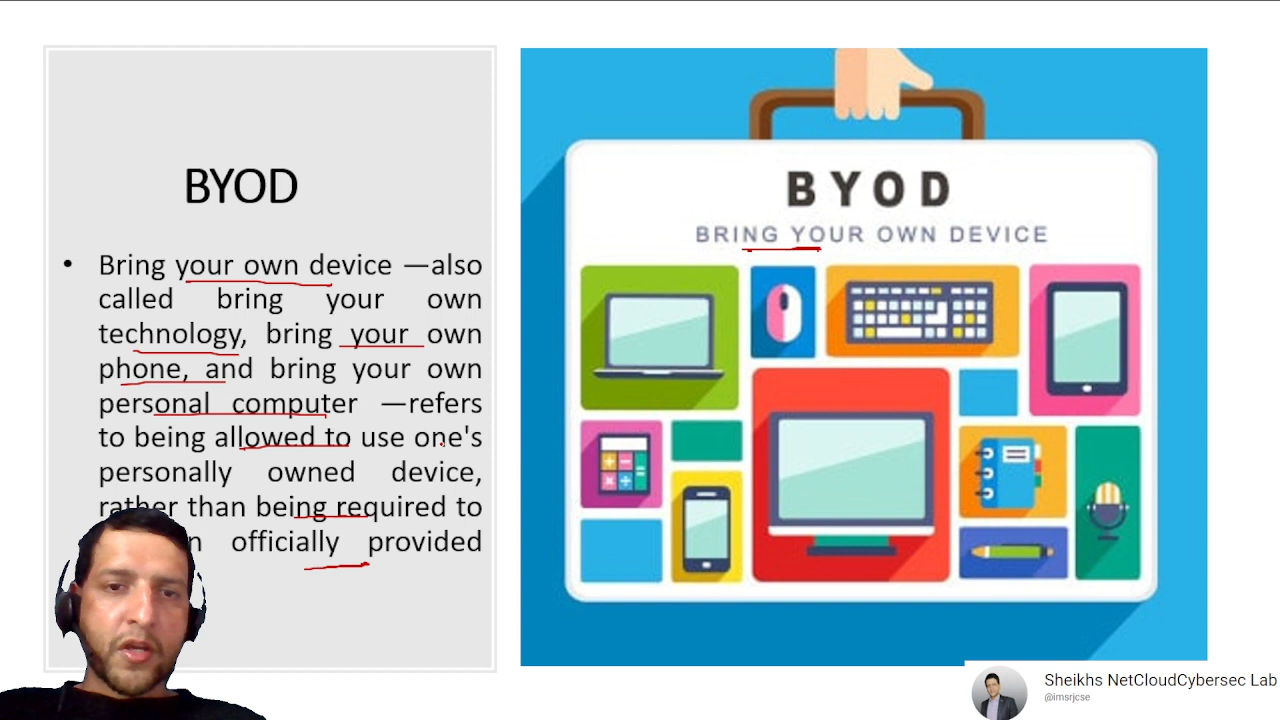 BYOD
• Bring your own device —also
called bring your own
technology, bring your own
phone, and bring your own
personal computer —refers
to being allowed to use one's
personally owned device,
rather than being required to
officially provided
BYOD
BRING YOUR OWN DEVICE
Sheikhs NetCloudCybersec Lab
@imsrjcse